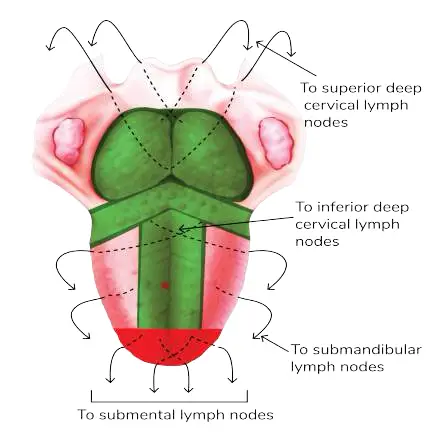 To superior deep
cervical lymph
nodes
To inferior deep
cervical lymph
nodes
To submandibular
lymph nodes
To submental lymph nodes